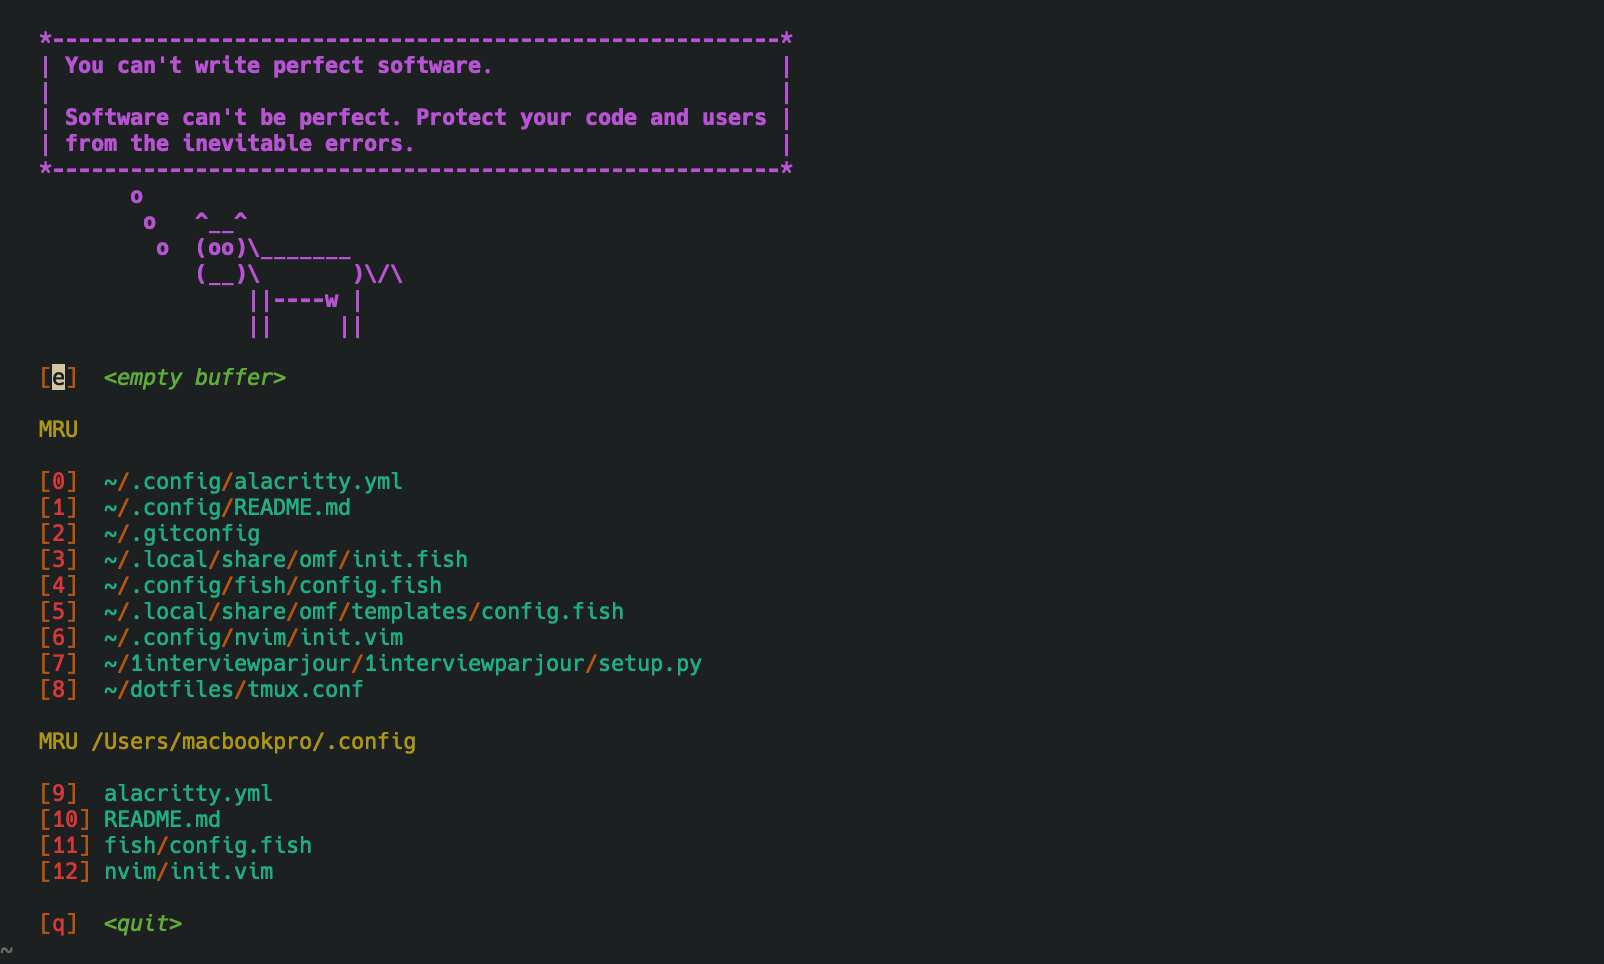 *--------------------------------------------------------*
| You can't write perfect software.                      |
|                                                        |
| Software can't be perfect. Protect your code and users |
| from the inevitable errors.                            |
*--------------------------------------------------------*
       o
        o   ^__^
         o  (oo)\_______
            (__)\       )\/\
                ||----w |
                ||     ||
[e]  <empty buffer>
MRU
[0]  ~/.config/alacritty.yml
[1]  ~/.config/README.md
[2]  ~/.gitconfig
[3]  ~/.local/share/omf/init.fish
[4]  ~/.config/fish/config.fish
[5]  ~/.local/share/omf/templates/config.fish
[6]  ~/.config/nvim/init.vim
[7]  ~/1interviewparjour/1interviewparjour/setup.py
[8]  ~/dotfiles/tmux.conf
MRU /Users/macbookpro/.config
[9]  alacritty.yml
[10] README.md
[11] fish/config.fish
[12] nvim/init.vim
[q]  <quit>
~